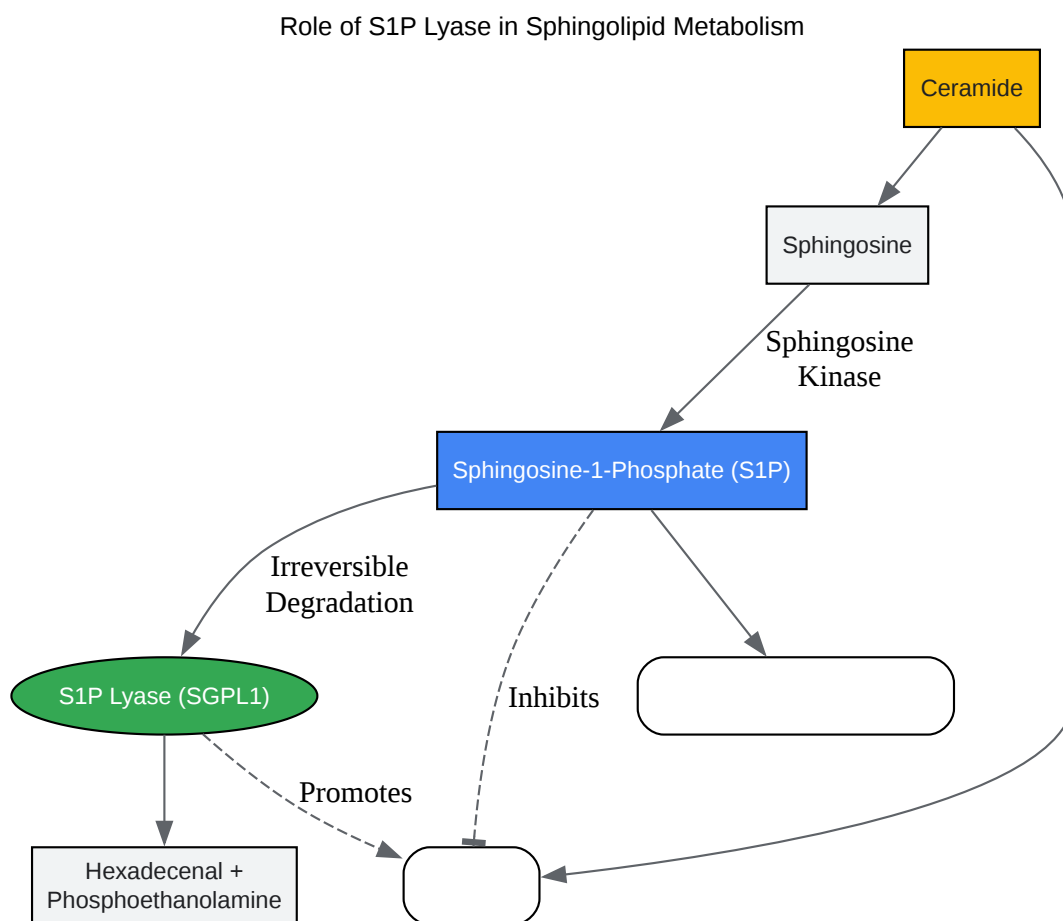 Role of S1P Lyase in Sphingolipid Metabolism
Ceramide
Sphingosine
Sphingosine
Kinase
Sphingosine-1-Phosphate (S1P)
Irreversible
Degradation
S1P Lyase (SGPL1)
Inhibits
Promotes
Hexadecenal +
Phosphoethanolamine